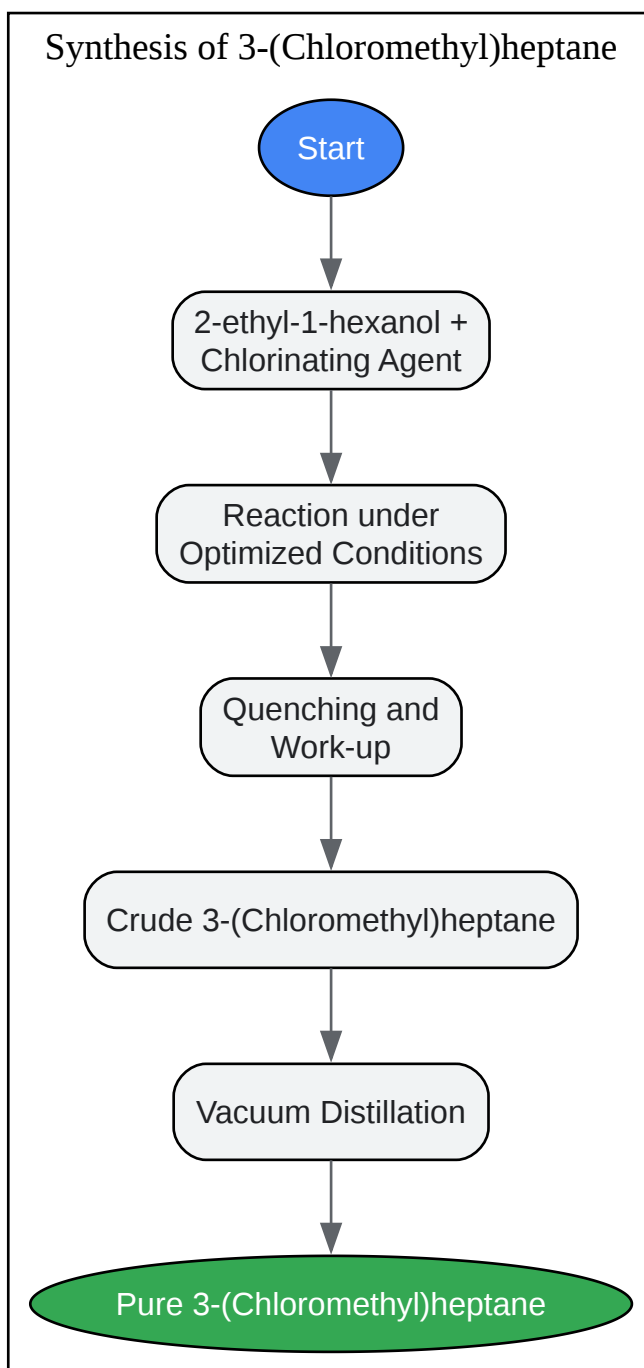 Synthesis of 3-(Chloromethyl)heptane
Start
2-ethyl-1-hexanol +
Chlorinating Agent
Reaction under
Optimized Conditions
Quenching and
Work-up
Crude 3-(Chloromethyl)heptane
Vacuum Distillation
Pure 3-(Chloromethyl)heptane